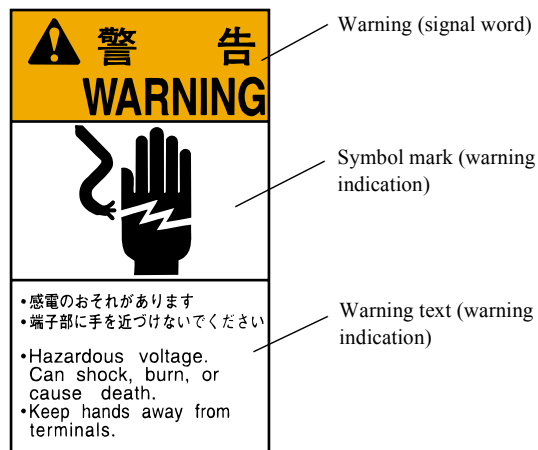 警 告
WARNING
Warning (signal word)
Symbol mark (warning
indication)
・感電のおそれがあります
・端子部に手を近づけないでください
•Hazardous voltage.
Can shock, burn, or
cause death.
•Keep hands away from
terminals.
Warning text (warning
indication)